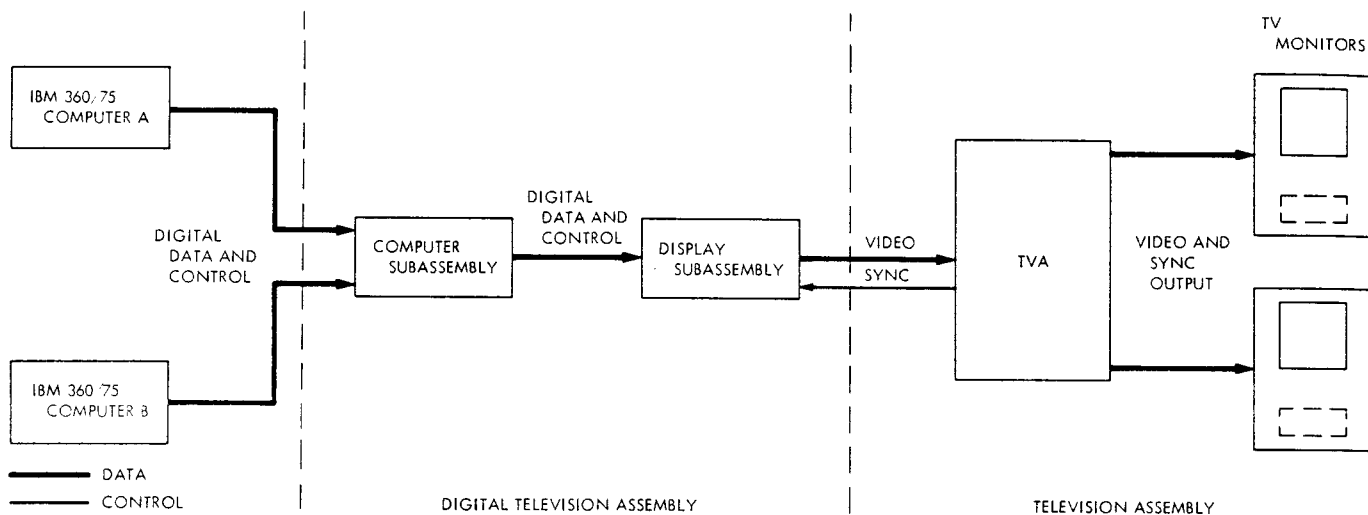 TV
MONITORS
IBM 360/75
COMPUTER A
DIGITAL
DATA AND
CONTROL
COMPUTER
SUBASSEMBLY
DIGITAL
DATA AND
CONTROL
DISPLAY
SUBASSEMBLY
VIDEO
SYNC
TVA
VIDEO AND
SYNC
OUTPUT
IBM 360/75
COMPUTER B
DATA
CONTROL
DIGITAL TELEVISION ASSEMBLY
TELEVISION ASSEMBLY